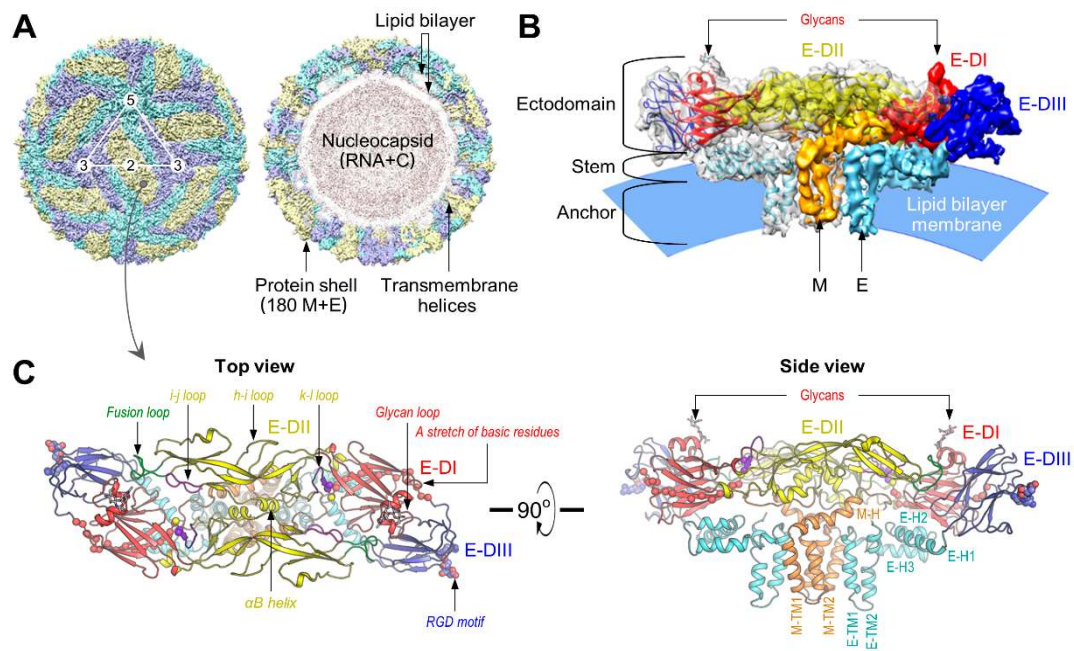 A
Lipid bilayer
5
3
2
3
Nucleocapsid
(RNA+C)
Protein shell
(180 M+E)
Transmembrane
helices
B
Glycans
E-DII
E-DI
E-DIII
Ectodomain
Stem
Anchor
Lipid bilayer
membrane
M
E
C
Top view
i-j loop
h-i loop
k-l loop
Glycan loop
Fusion loop
E-DII
A stretch of basic residues
E-DI
E-DIII
αB helix
RGD motif
90°
Side view
Glycans
E-DII
E-DI
E-DIII
M-H
E-H2
E-H1
E-H3
M-TM1
M-TM2
E-TM1
E-TM2